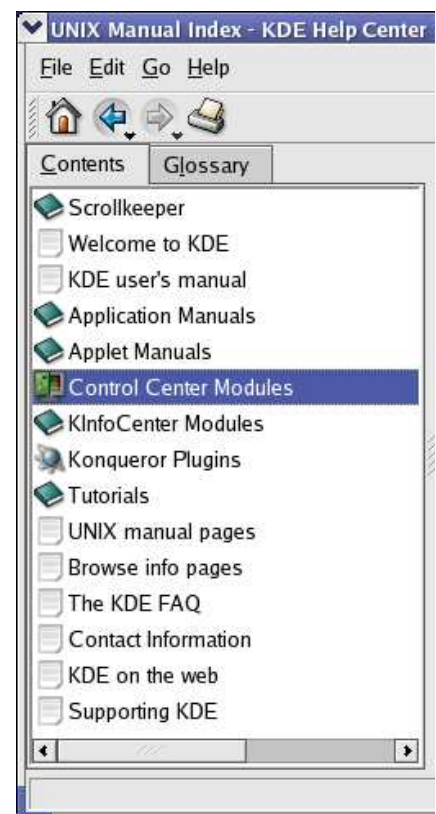 UNIX Manual Index - KDE Help Center
File Edit Go Help
Contents Glossary
Scrollkeeper
Welcome to KDE
KDE user's manual
Application Manuals
Applet Manuals
Control Center Modules
KInfoCenter Modules
Konqueror Plugins
Tutorials
UNIX manual pages
Browse info pages
The KDE FAQ
Contact Information
KDE on the web
Supporting KDE